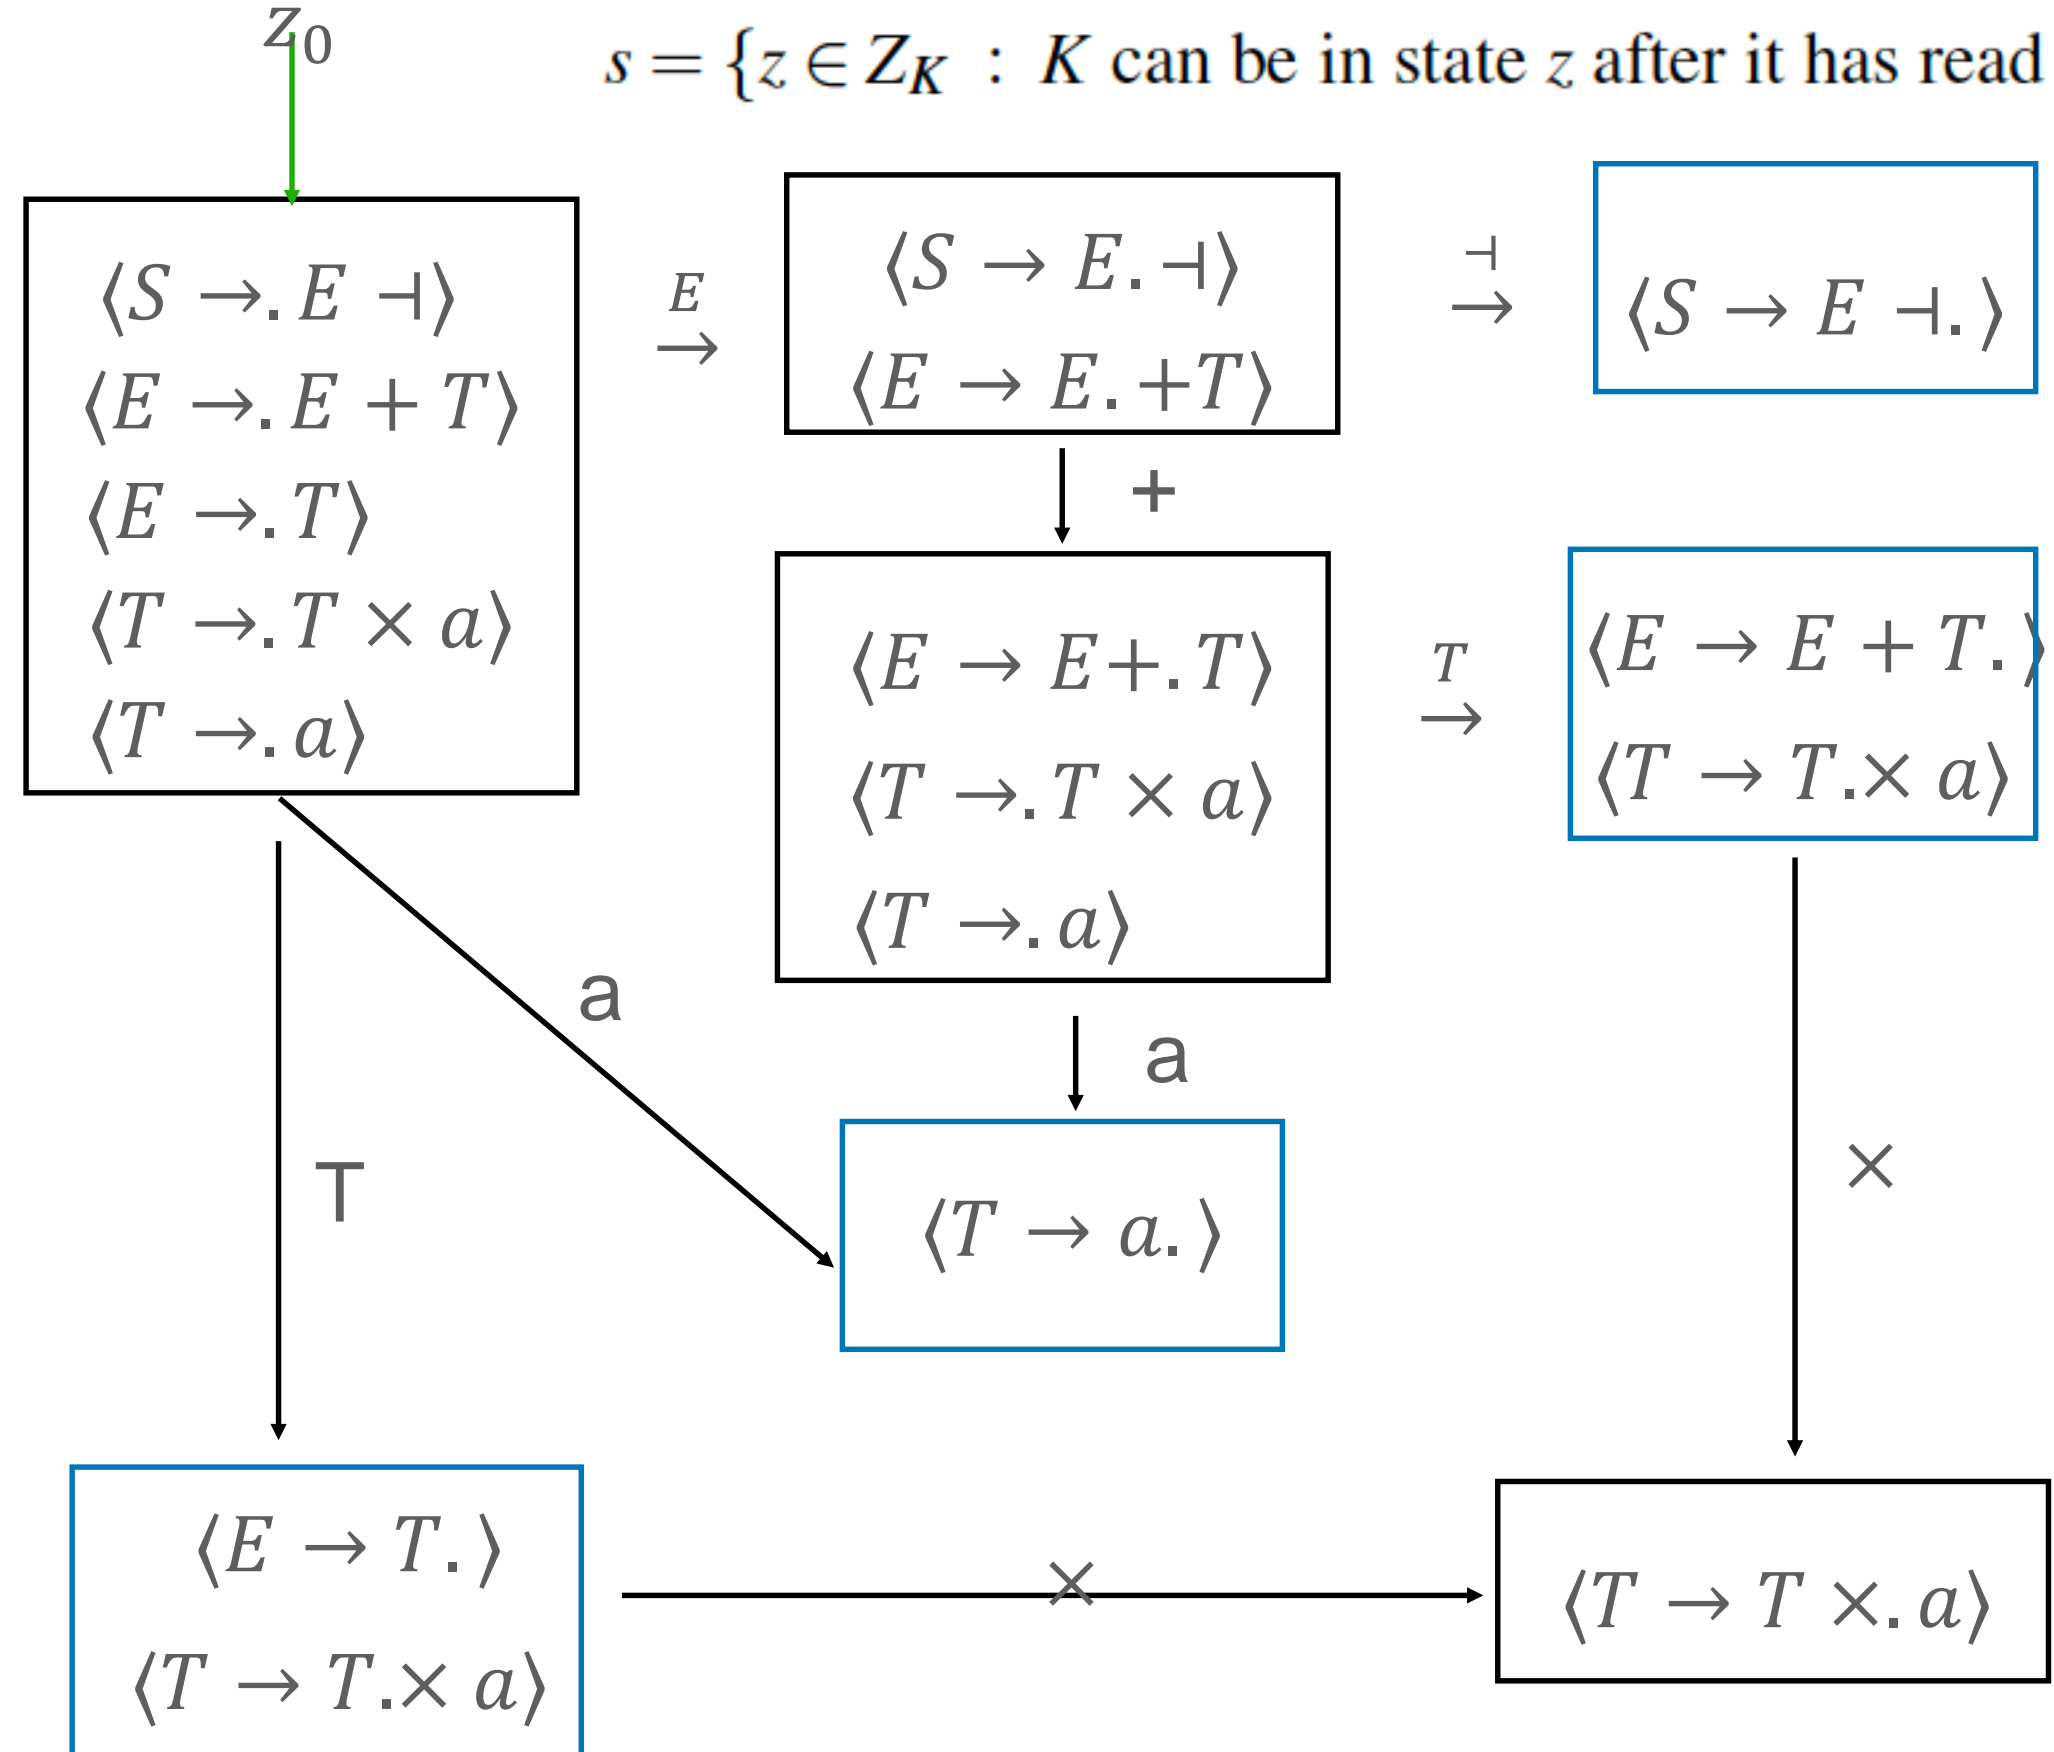 z₀
s = {z ∈ Z_K : K can be in state z after it has read
⟨S →. E ⊣⟩
⟨E →. E + T⟩
⟨E →. T⟩
⟨T →. T × a⟩
⟨T →. a⟩
E
→
⟨S → E. ⊣⟩
⟨E → E. +T⟩
⊣
→
⟨S → E ⊣. ⟩
+
⟨E → E+. T⟩
⟨T →. T × a⟩
⟨T →. a⟩
T
→
⟨E → E + T. ⟩
⟨T → T.× a⟩
a
a
T
×
⟨T → a. ⟩
⟨E → T. ⟩
⟨T → T.× a⟩
×
⟨T → T ×. a⟩